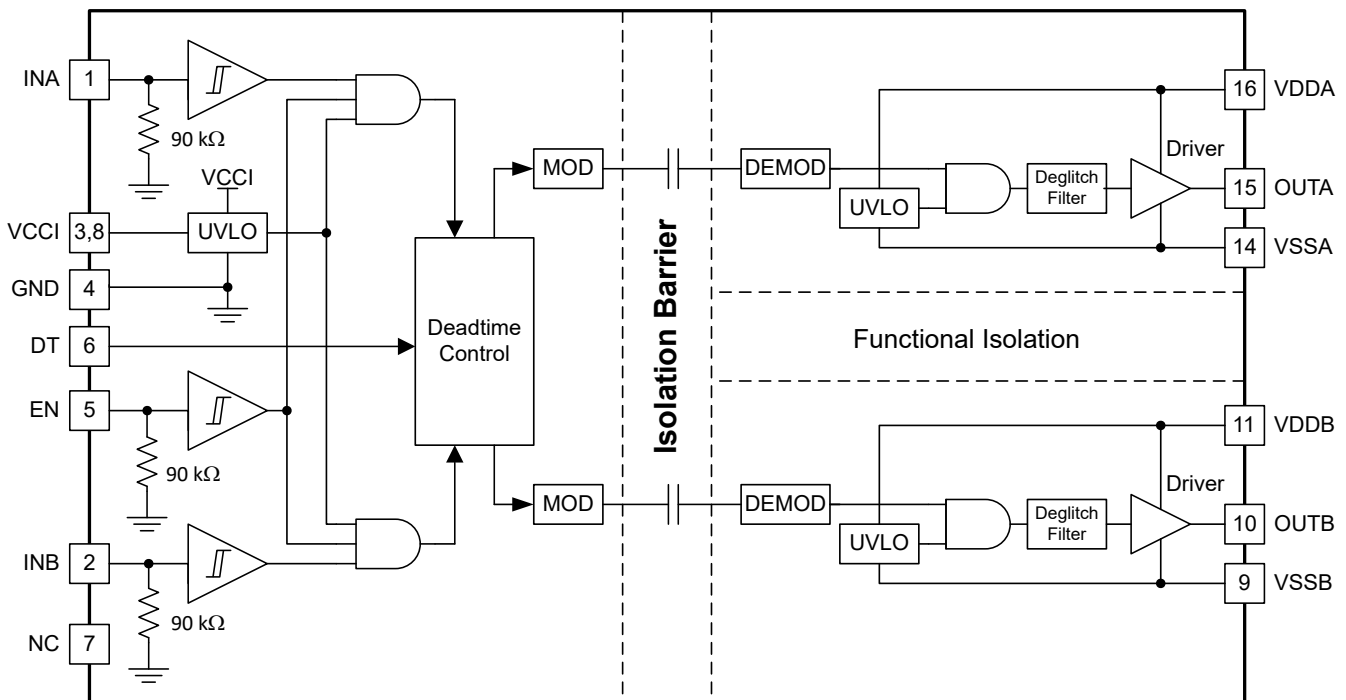 INA
1
90 kΩ
VCCI
VCCI
3,8
UVLO
GND
4
DT
6
EN
5
90 kΩ
INB
2
90 kΩ
NC
7
Deadtime
Control
MOD
MOD
Isolation Barrier
DEMOD
UVLO
Deglitch
Filter
Driver
16
VDDA
15
OUTA
14
VSSA
Functional Isolation
DEMOD
UVLO
Deglitch
Filter
Driver
11
VDDB
10
OUTB
9
VSSB